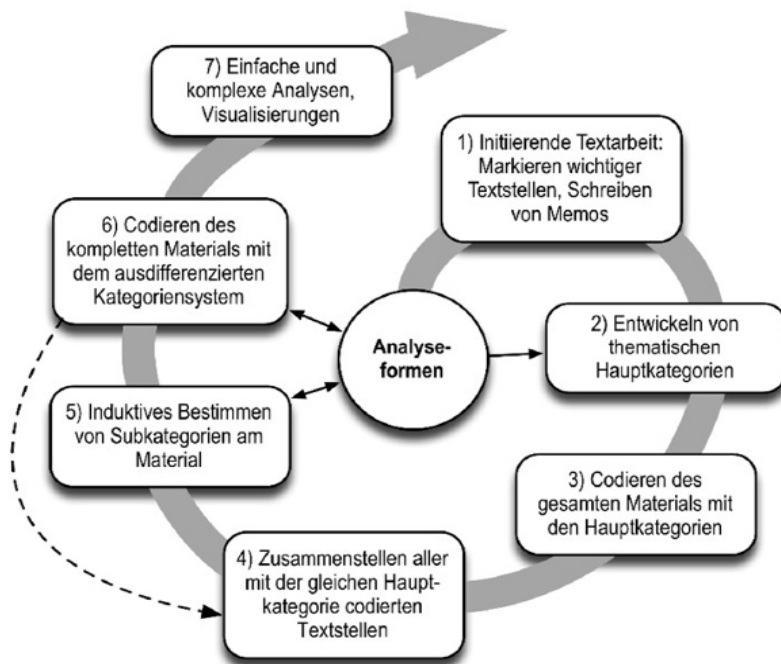 7) Einfache und
komplexe Analysen,
Visualisierungen
1) Initiierende Textarbeit:
Markieren wichtiger
Textstellen, Schreiben
von Memos
6) Codieren des
kompletten Materials mit
dem ausdifferenzierten
Kategoriensystem
Analyse-
formen
2) Entwickeln von
thematischen
Hauptkategorien
5) Induktives Bestimmen
von Subkategorien am
Material
3) Codieren des
gesamten Materials mit
den Hauptkategorien
4) Zusammenstellen aller
mit der gleichen Haupt-
kategorie codierten
Textstellen